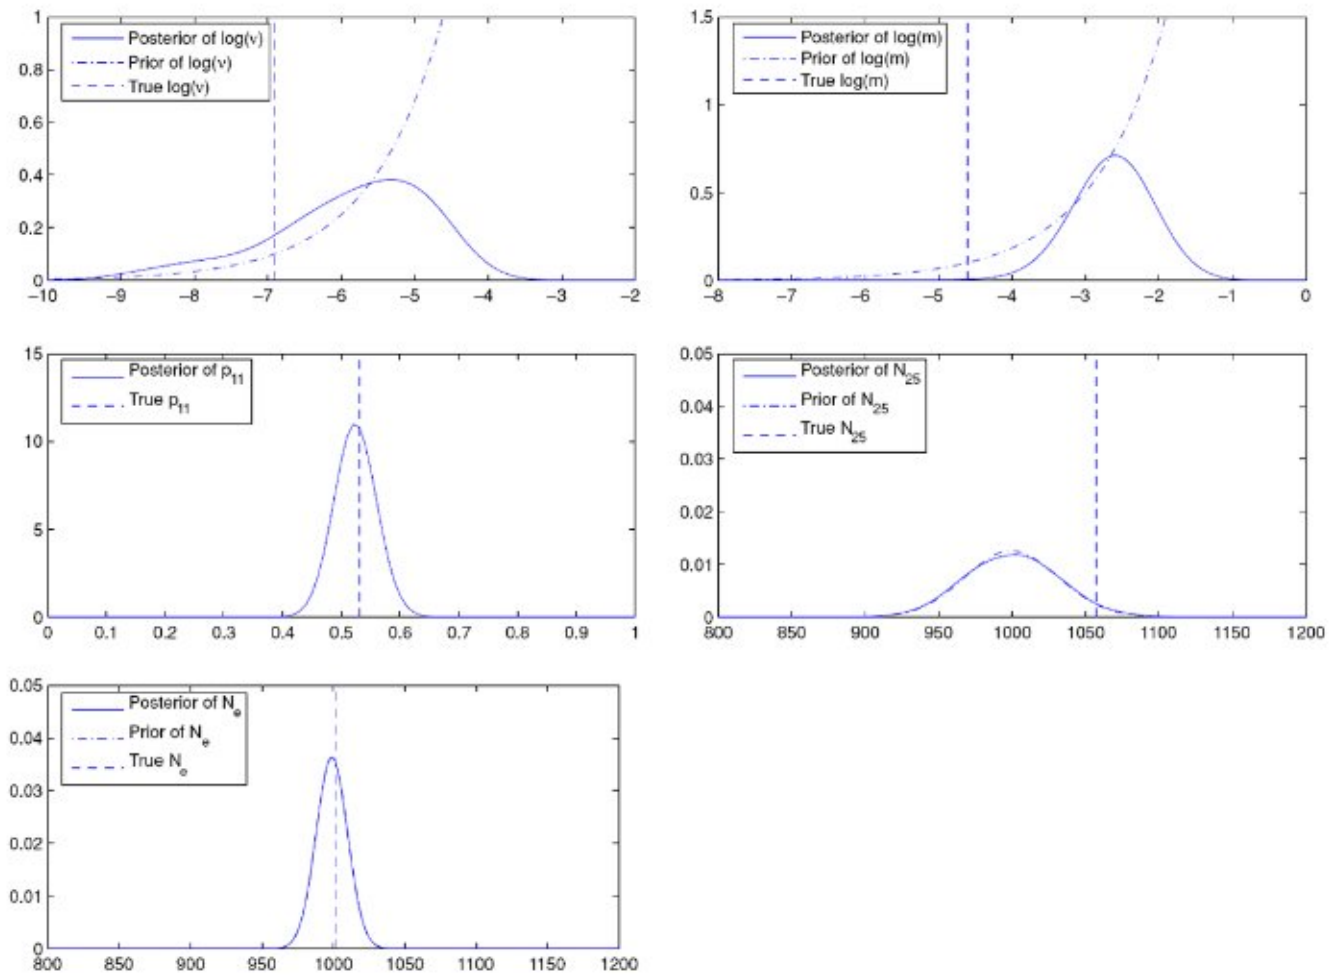 1
0.8
0.6
0.4
0.2
0
Posterior of log(ν)
Prior of log(ν)
True log(ν)
−10 −9 −8 −7 −6 −5 −4 −3 −2
1.5
1
0.5
0
Posterior of log(m)
Prior of log(m)
True log(m)
−8 −7 −6 −5 −4 −3 −2 −1 0
15
10
5
0
Posterior of p11
True p11
0 0.1 0.2 0.3 0.4 0.5 0.6 0.7 0.8 0.9 1
0.05
0.04
0.03
0.02
0.01
0
Posterior of N25
Prior of N25
True N25
800 850 900 950 1000 1050 1100 1150 1200
0.05
0.04
0.03
0.02
0.01
0
Posterior of Ne
Prior of Ne
True Ne
800 850 900 950 1000 1050 1100 1150 1200